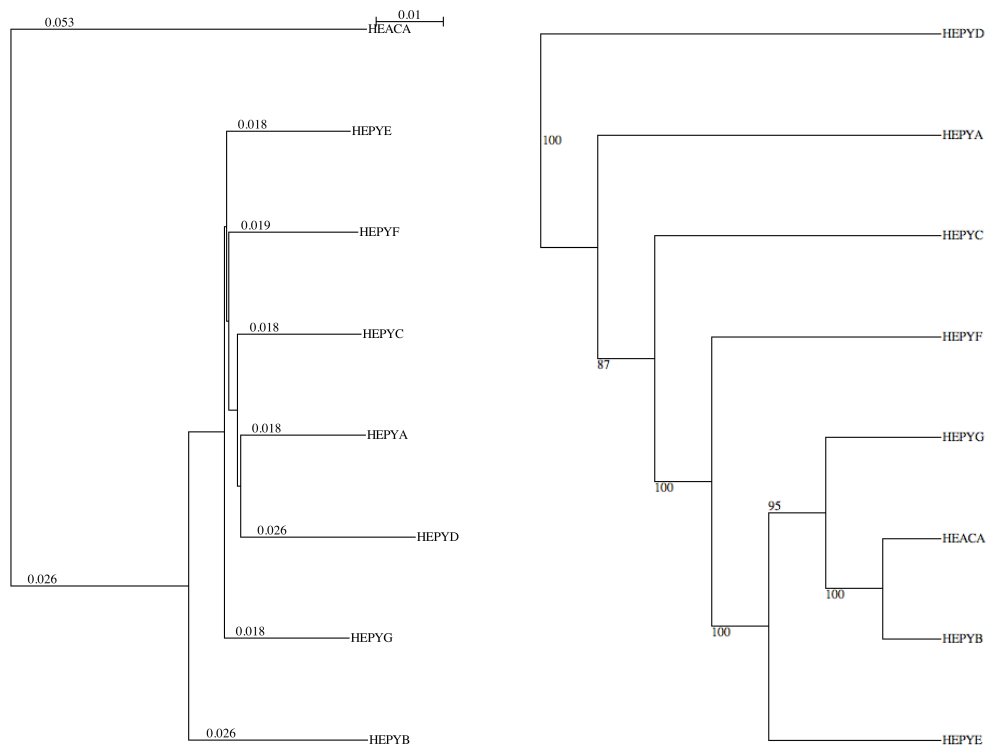 0.053
HEACA
0.01
0.018
HEPYE
0.019
HEPYF
0.018
HEPYC
0.018
HEPYA
0.026
HEPYD
0.026
0.018
HEPYG
0.026
HEPYB
HEPYD
100
HEPYA
HEPYC
87
HEPYF
100
HEPYG
95
HEACA
100
100
HEPYB
HEPYE